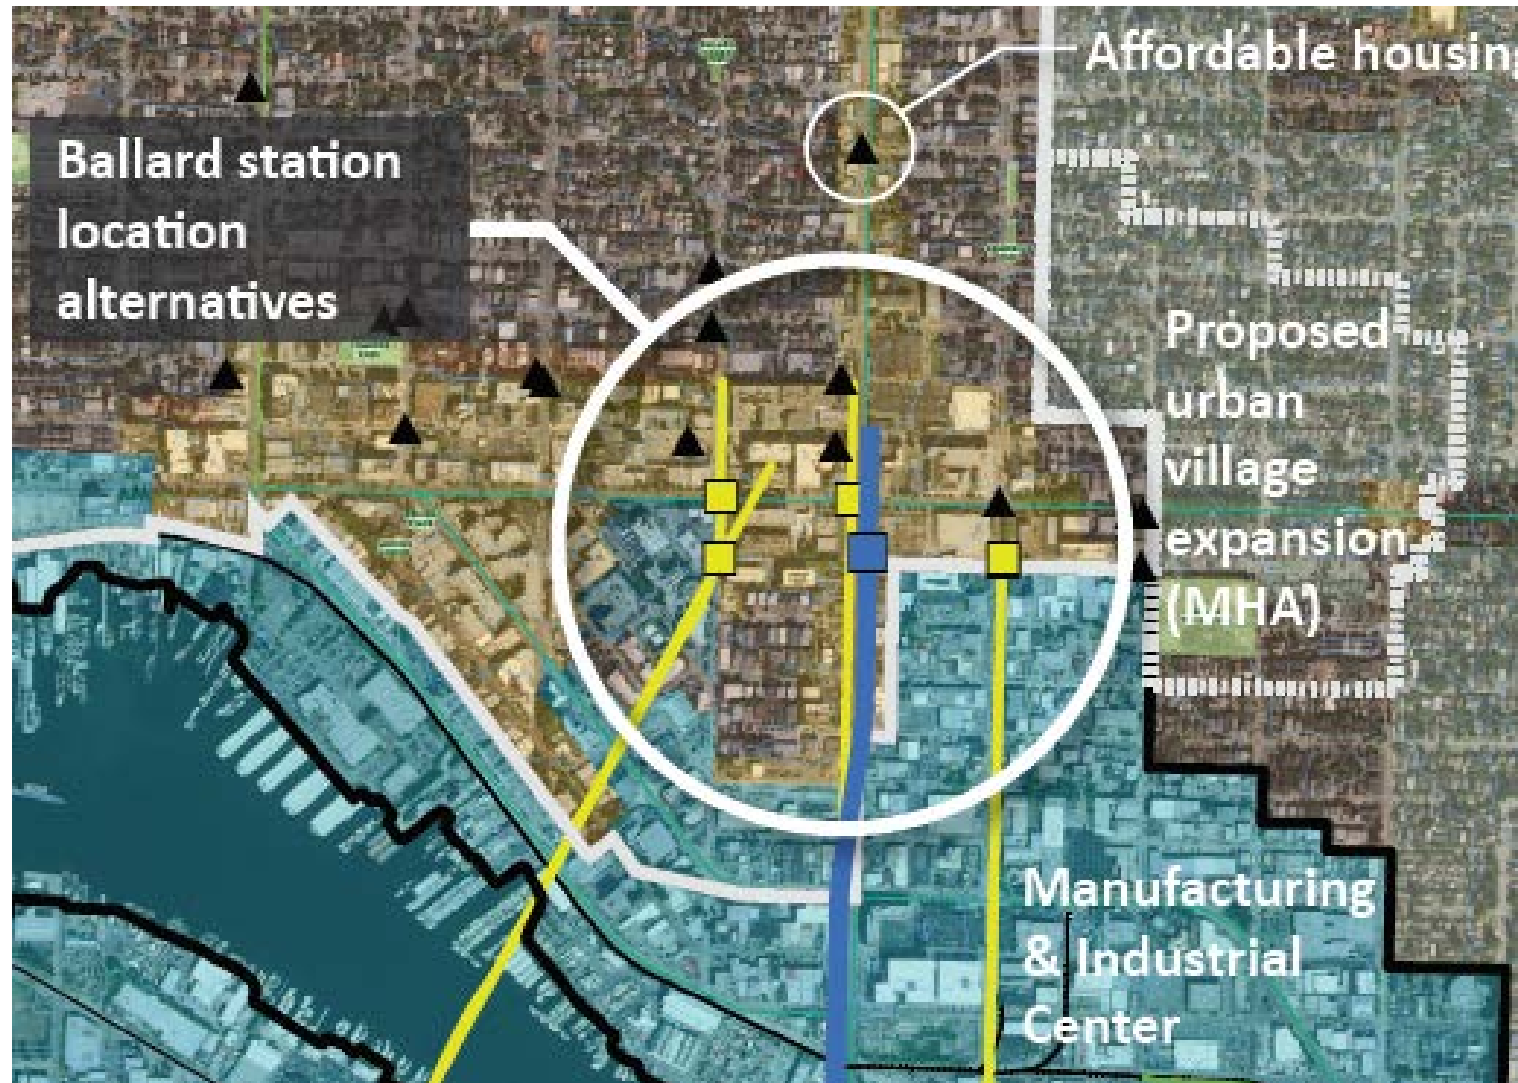 Affordable housing
Ballard station
location
alternatives
Proposed
urban
village
expansion
(MHA)
Manufacturing
& Industrial
Center